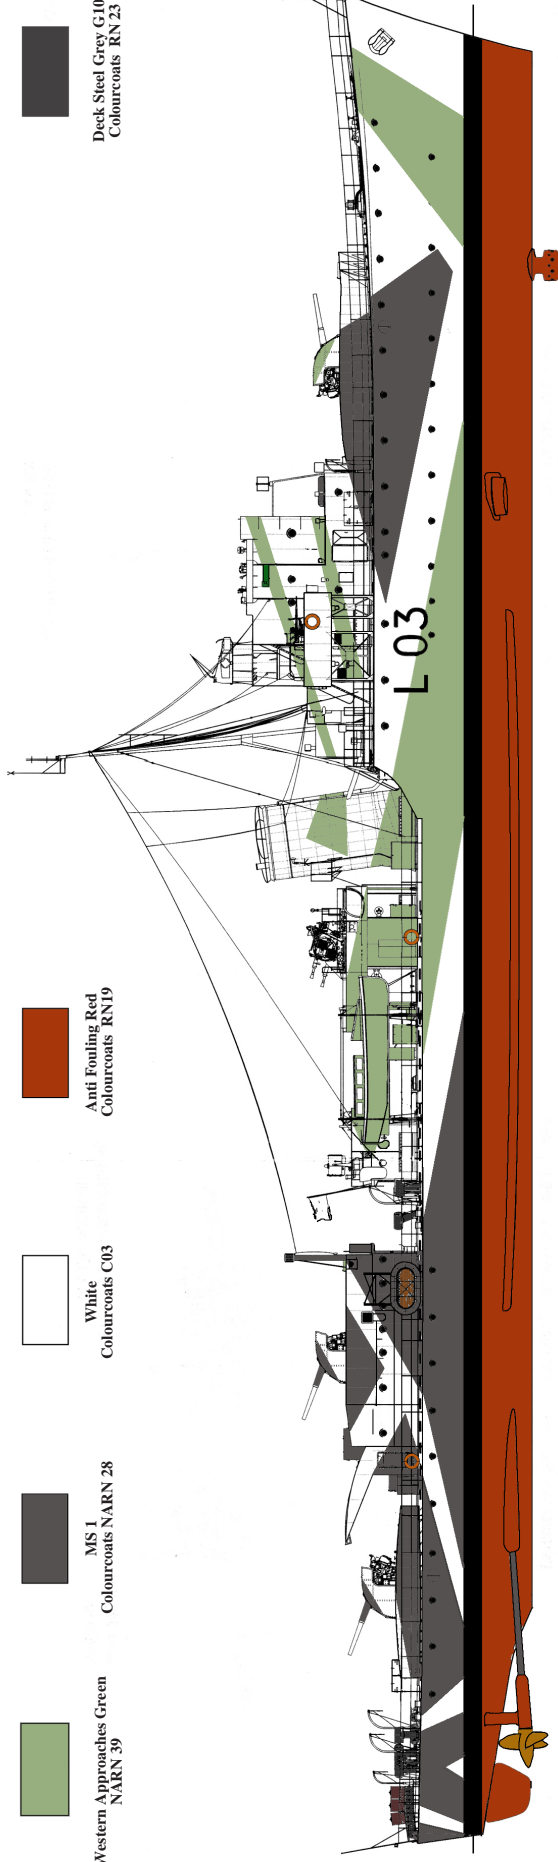 Western Approaches Green
NARN 39
MS 1
Colourcoats NARN 28
White
Colourcoats C03
Anti Fouling Red
Colourcoats RN19
Deck Steel Grey G10
Colourcoats RN 23
L 03